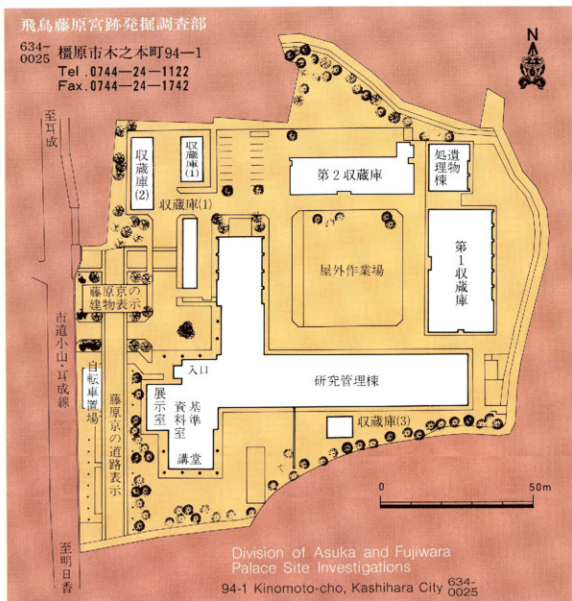 飛鳥藤原宮跡発掘調査部
634-
0025
橿原市木之本町94—1
Tel .0744—24—1122
Fax.0744—24—1742
N
至耳成
収蔵庫(2)
収蔵庫(1)
収蔵庫(1)
第2収蔵庫
遺物
処理棟
第1収蔵庫
屋外作業場
藤原京の
建物表示
市道小山・耳成線
自転車置場
藤原京の道路表示
入口
展示室
基準
資料室
講堂
研究管理棟
収蔵庫(3)
0
50m
至明日香
Division of Asuka and Fujiwara
Palace Site Investigations
94-1 Kinomoto-cho, Kashihara City
634-
0025